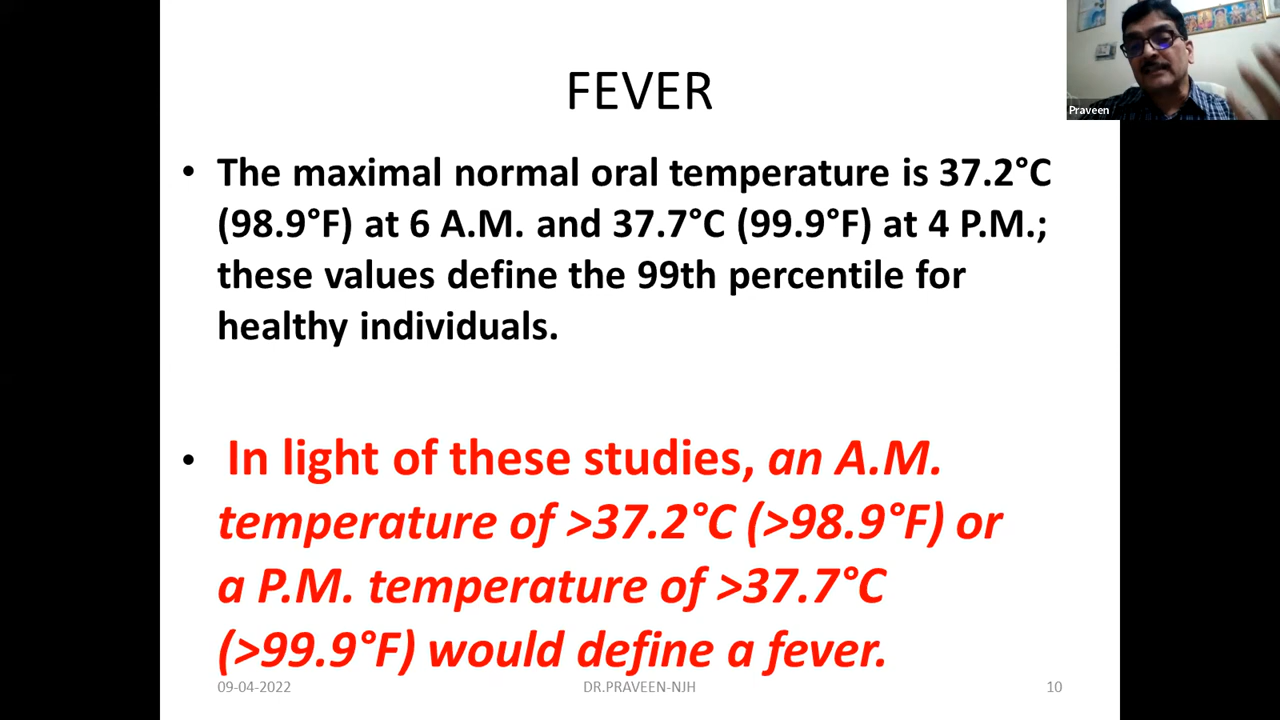 FEVER
Praveen
• The maximal normal oral temperature is 37.2°C
(98.9°F) at 6 A.M. and 37.7°C (99.9°F) at 4 P.M.;
these values define the 99th percentile for
healthy individuals.
• In light of these studies, an A.M.
temperature of >37.2°C (>98.9°F) or
a P.M. temperature of >37.7°C
(>99.9°F) would define a fever.
09-04-2022 DR.PRAVEEN-NJH 10